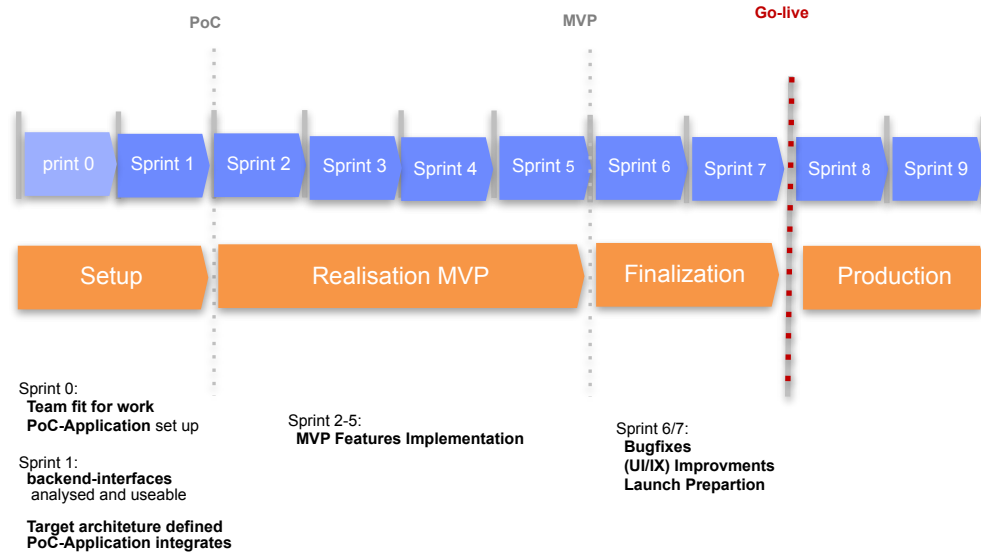 PoC
MVP
Go-live
print 0
Sprint 1
Sprint 2
Sprint 3
Sprint 4
Sprint 5
Sprint 6
Sprint 7
Sprint 8
Sprint 9
Setup
Realisation MVP
Finalization
Production
Sprint 0:
Team fit for work
PoC-Application set up
Sprint 1:
backend-interfaces
analysed and useable
Target architeture defined
PoC-Application integrates
Sprint 2-5:
MVP Features Implementation
Sprint 6/7:
Bugfixes
(UI/IX) Improvments
Launch Prepartion